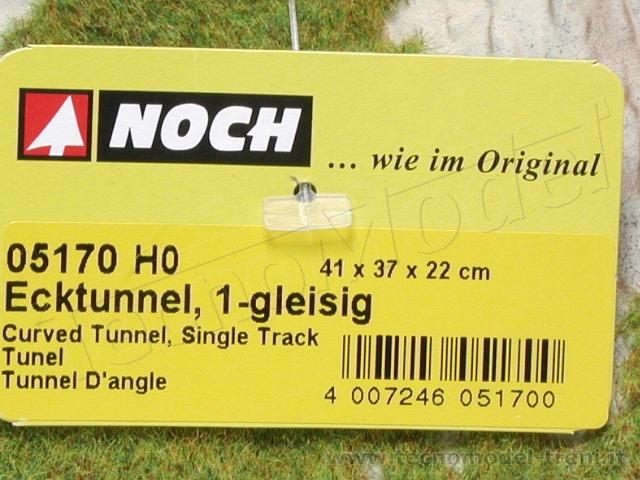 NOCH
... wie im Original
05170 H0
41 x 37 x 22 cm
Ecktunnel, 1-gleisig
Curved Tunnel, Single Track
Tunel
Tunnel D'angle
4 007246 051700
TecnoModel
www.tecnomodel-treni.it